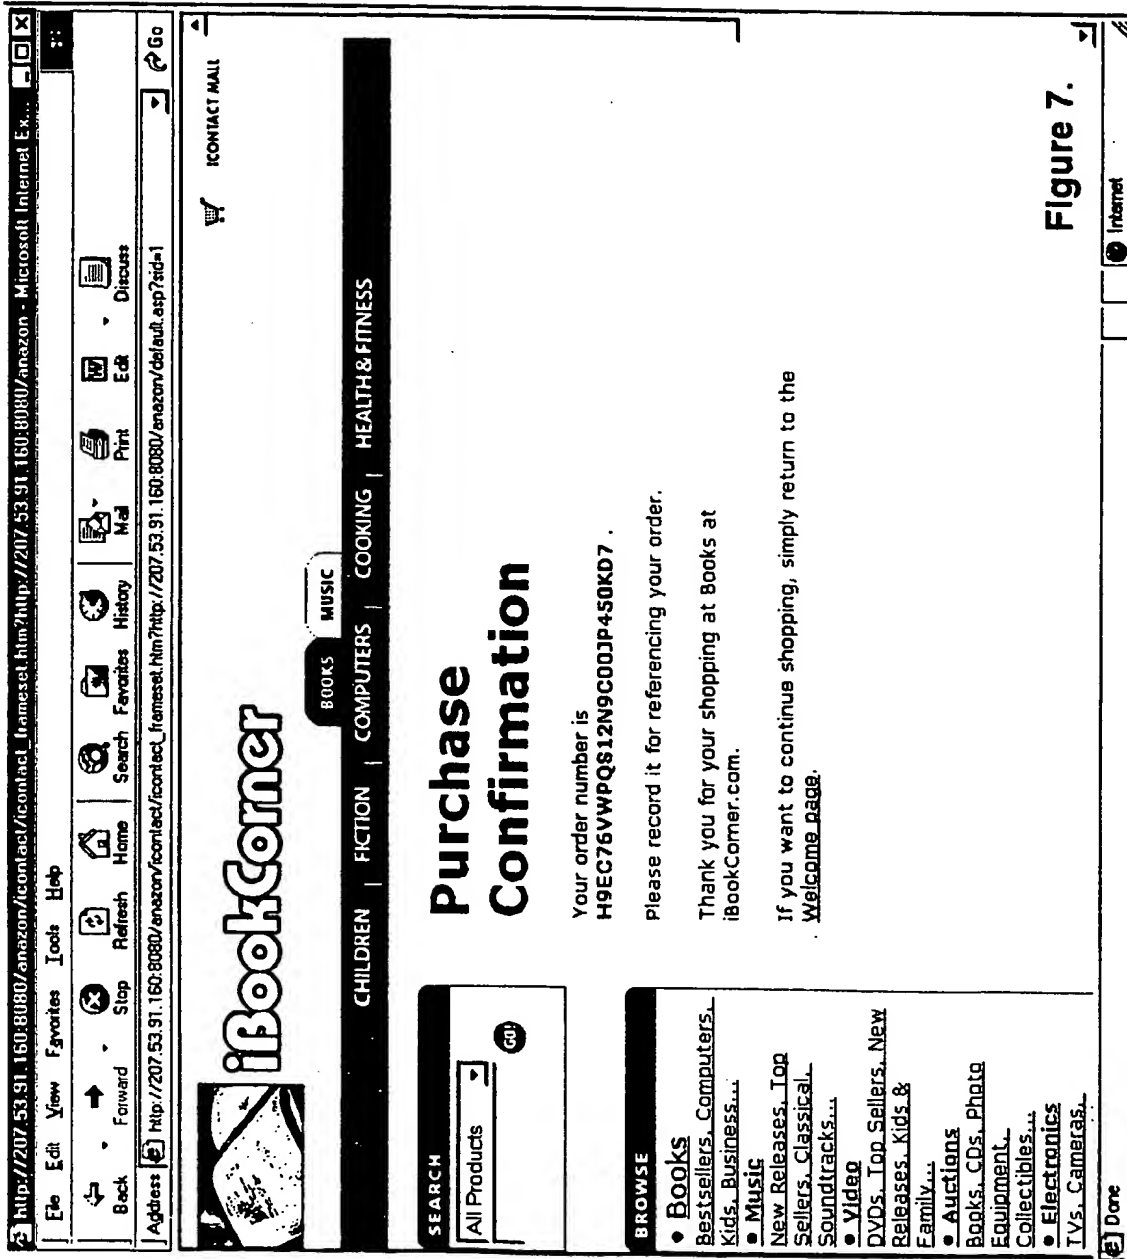 http://207.53.91.160:8080/anazon/icontact/icontact_frameset.htm?http://207.53.91.160:8080/anazon - Microsoft Internet Ex...
File Edit View Favorites Tools Help
Back Forward Stop Refresh Home Search Favorites History Mail Print Edit Discuss
Address http://207.53.91.160:8080/anazon/icontact/icontact_frameset.htm?http://207.53.91.160:8080/anazon/default.asp?sid=1 Go
iBookCorner
ICONTACT MALL
BOOKS MUSIC
CHILDREN | FICTION | COMPUTERS | COOKING | HEALTH & FITNESS
SEARCH
All Products
GO!
BROWSE
• Books
Bestsellers, Computers,
Kids, Business...
• Music
New Releases, Top
Sellers, Classical,
Soundtracks...
• Video
DVDs, Top Sellers, New
Releases, Kids &
Family...
• Auctions
Books, CDs, Photo
Equipment,
Collectibles...
• Electronics
TVs, Cameras,
Purchase
Confirmation
Your order number is
H9EC76VWPQS12N9C00JP450KD7 .
Please record it for referencing your order.
Thank you for your shopping at Books at
iBookCorner.com.
If you want to continue shopping, simply return to the
Welcome page.
Figure 7.
Done Internet